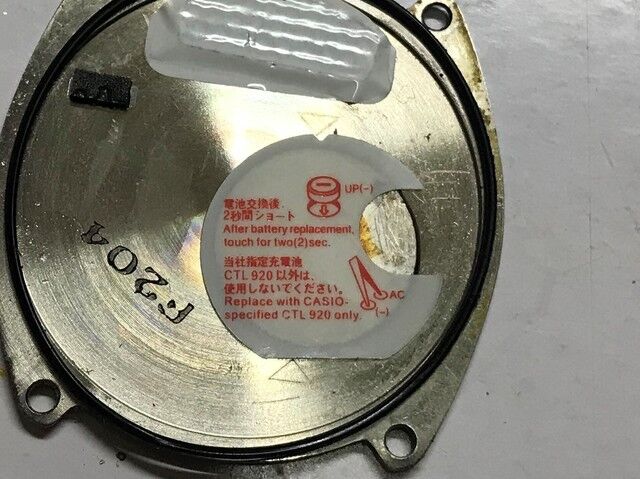 UP(-)
電池交換後、
2秒間ショート
After battery replacement,
touch for two(2)sec.
当社指定充電池
CTL 920 以外は、
使用しないでください。
Replace with CASIO-
specified CTL 920 only.
AC
(-)
R204